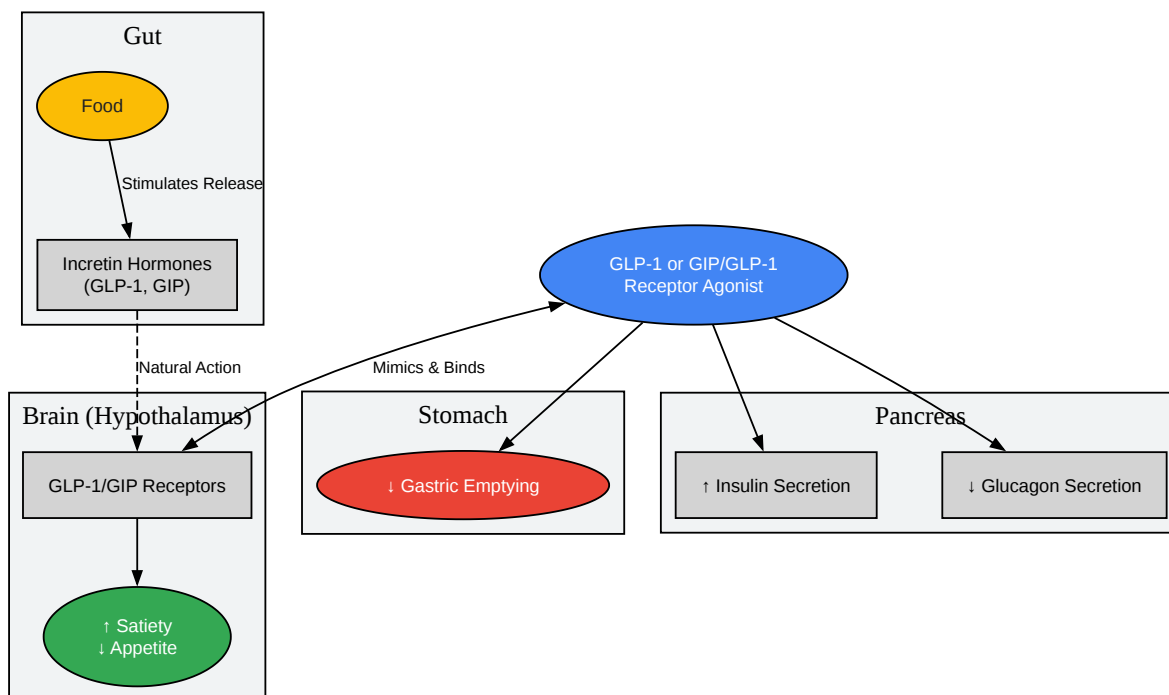 Gut
Food
Stimulates Release
Incretin Hormones
(GLP-1, GIP)
GLP-1 or GIP/GLP-1
Receptor Agonist
Natural Action
Mimics & Binds
Brain (Hypothalamus)
GLP-1/GIP Receptors
↑ Satiety
↓ Appetite
Stomach
↓ Gastric Emptying
Pancreas
↑ Insulin Secretion
↓ Glucagon Secretion